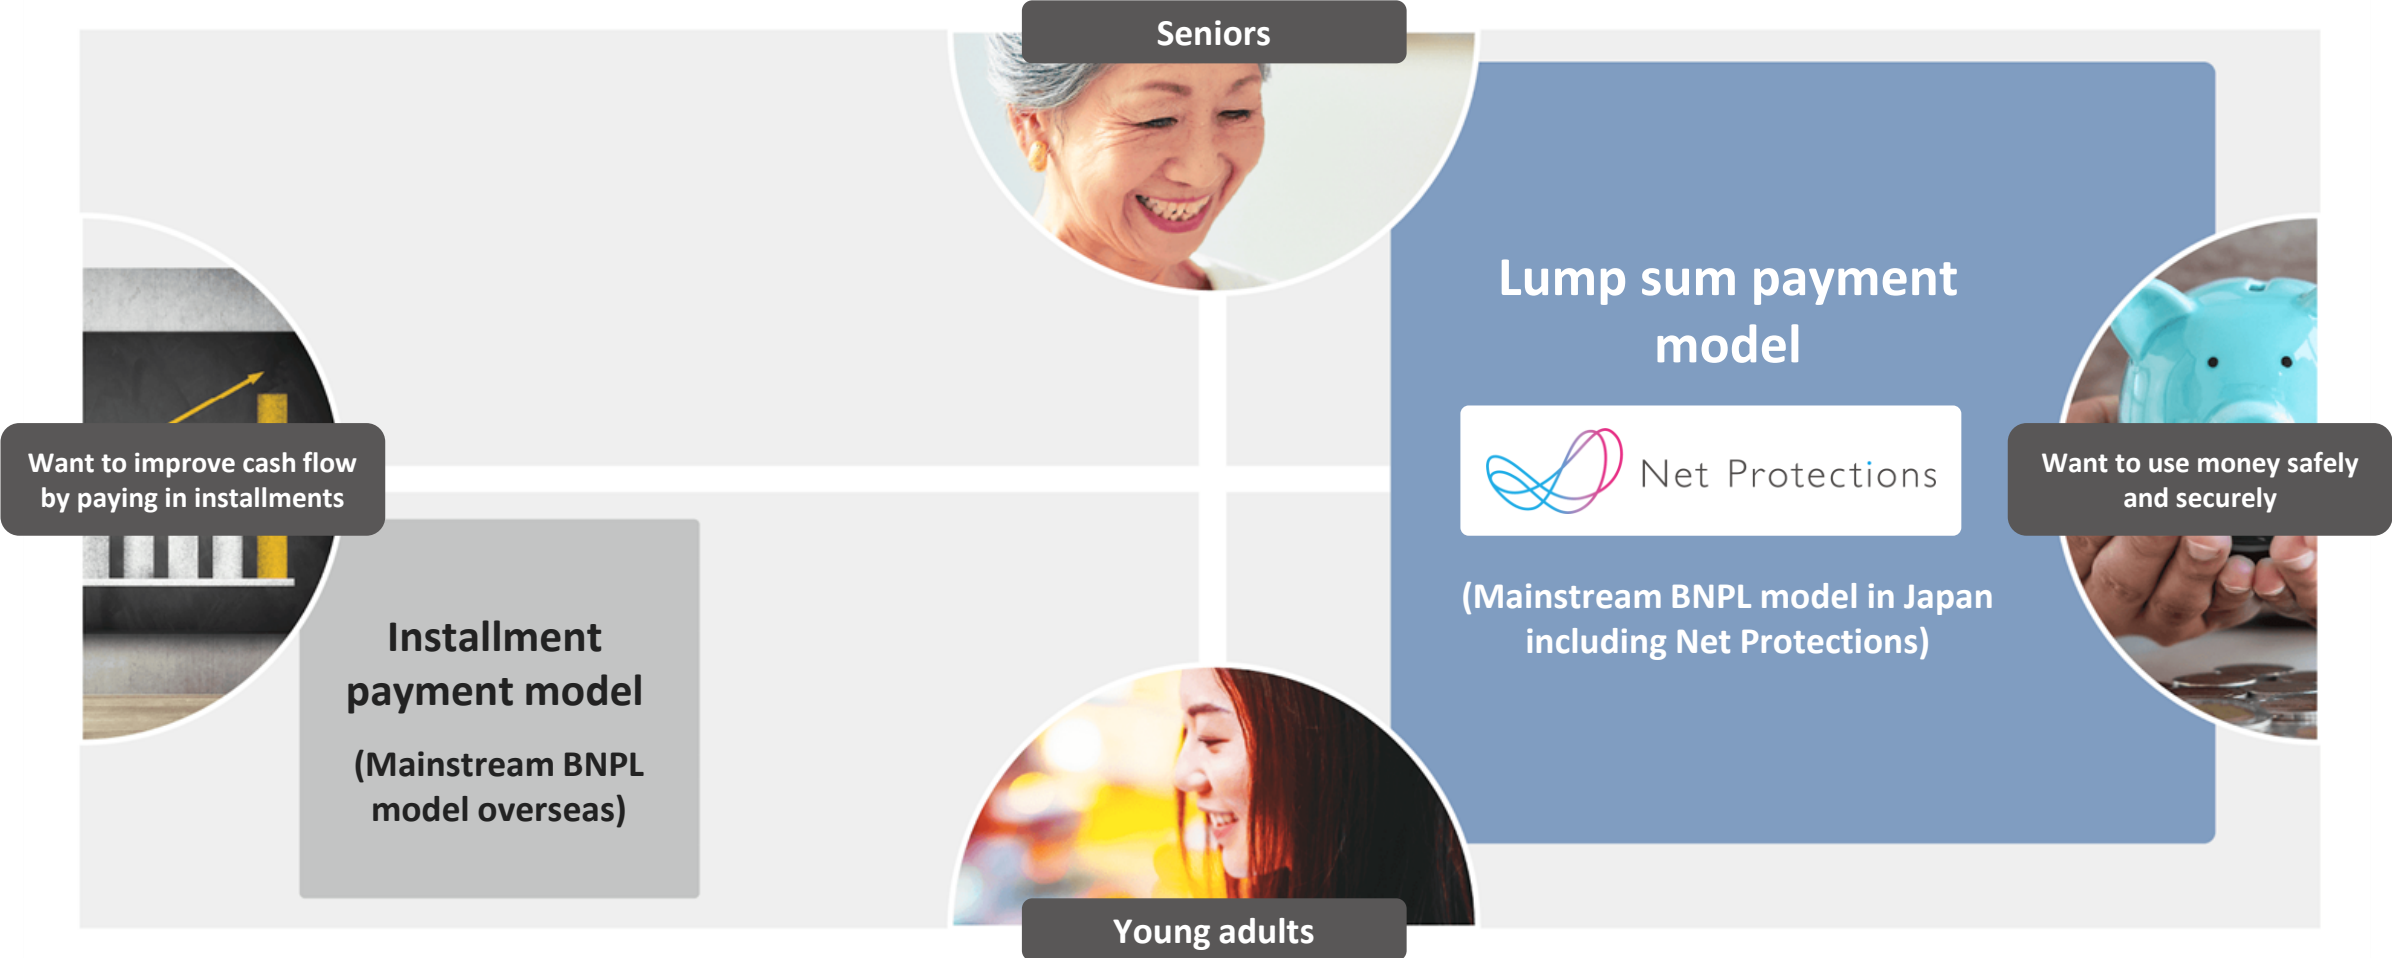 Seniors
Want to improve cash flow
by paying in installments
Lump sum payment
model
Net Protections
(Mainstream BNPL model in Japan
including Net Protections)
Want to use money safely
and securely
Installment
payment model
(Mainstream BNPL
model overseas)
Young adults